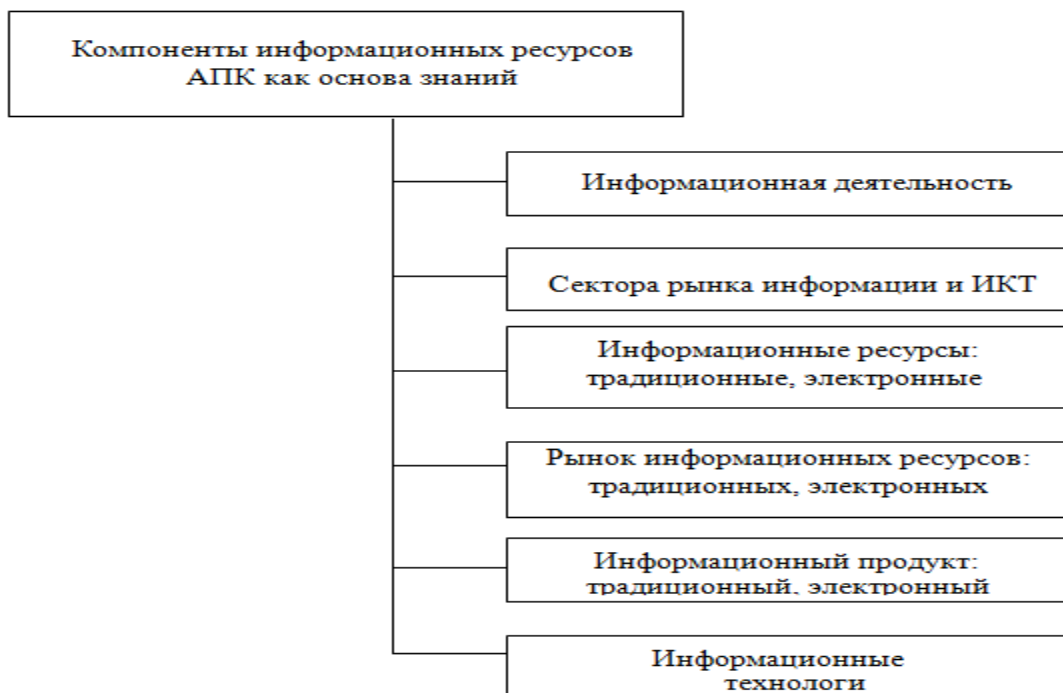 Компоненты информационных ресурсов
АПК как основа знаний
Информационная деятельность
Сектора рынка информации и ИКТ
Информационные ресурсы:
традиционные, электронные
Рынок информационных ресурсов:
традиционных, электронных
Информационный продукт:
традиционный, электронный
Информационные
технологи